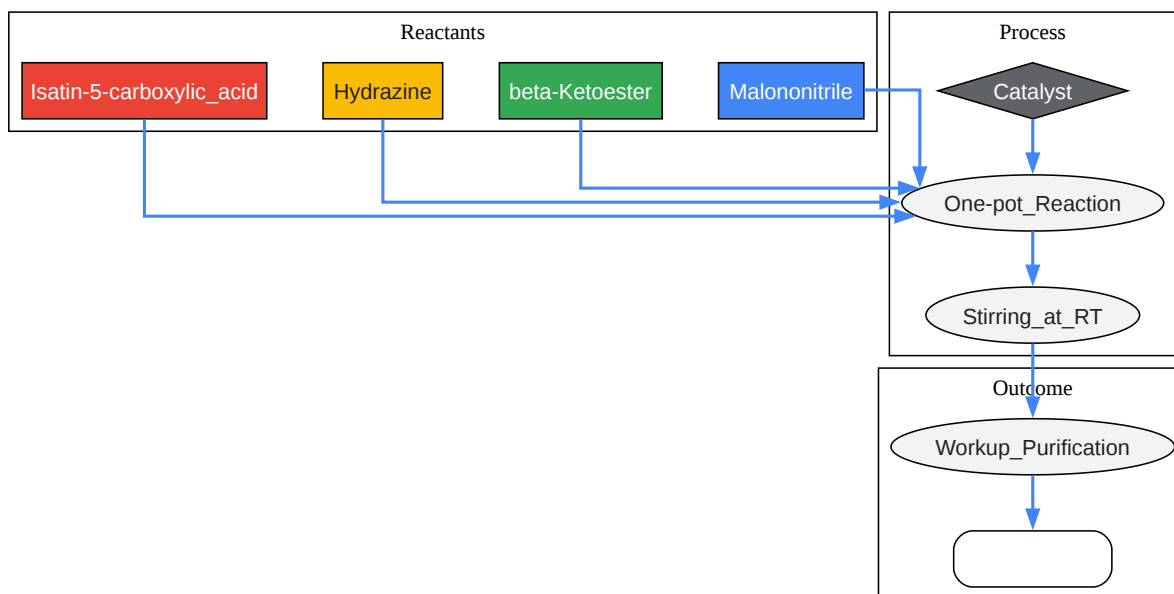 Reactants
Process
Isatin-5-carboxylic_acid
Hydrazine
beta-Ketoester
Malononitrile
Catalyst
One-pot_Reaction
Stirring_at_RT
Outcome
Workup_Purification